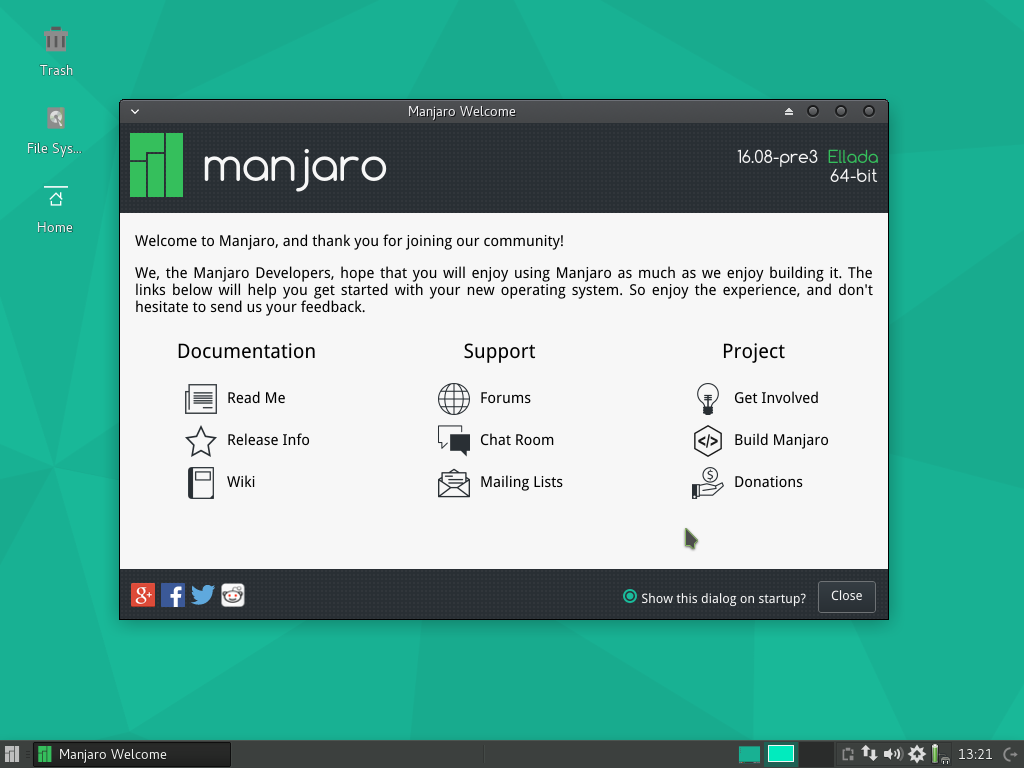 Trash
File Sys...
Home
Manjaro Welcome
manjaro
16.08-pre3 Ellada
64-bit
Welcome to Manjaro, and thank you for joining our community!
We, the Manjaro Developers, hope that you will enjoy using Manjaro as much as we enjoy building it. The
links below will help you get started with your new operating system. So enjoy the experience, and don't
hesitate to send us your feedback.
Documentation
Read Me
Release Info
Wiki
Support
Forums
Chat Room
Mailing Lists
Project
Get Involved
Build Manjaro
Donations
Show this dialog on startup?
Close
Manjaro Welcome
13:21